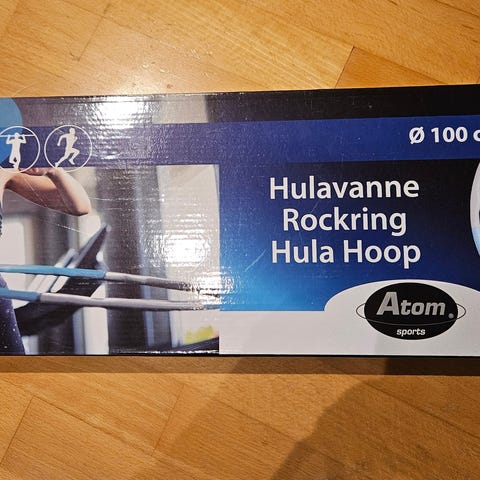 Ø 100 c
Hulavanne
Rockring
Hula Hoop
Atom®
sports